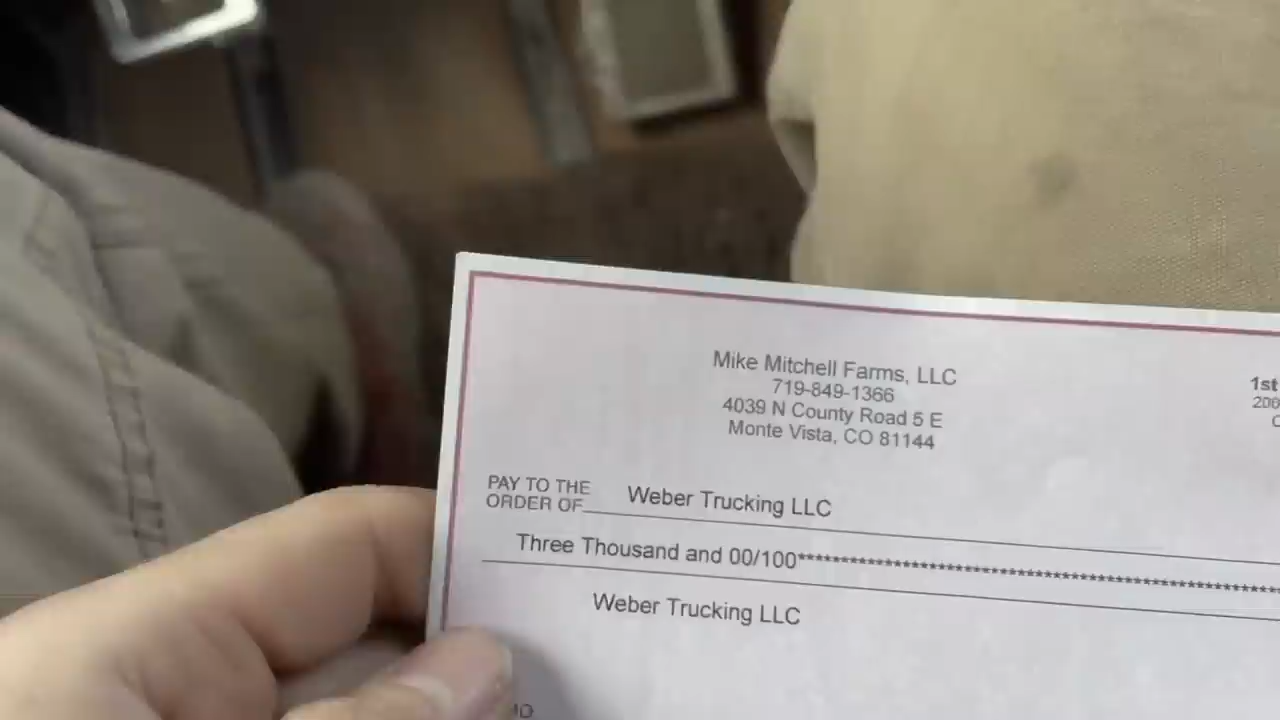 Mike Mitchell Farms, LLC
719-849-1366
4039 N County Road 5 E
Monte Vista, CO 81144
1st
200
PAY TO THE
ORDER OF
Weber Trucking LLC
Three Thousand and 00/100**********************************************************************
Weber Trucking LLC